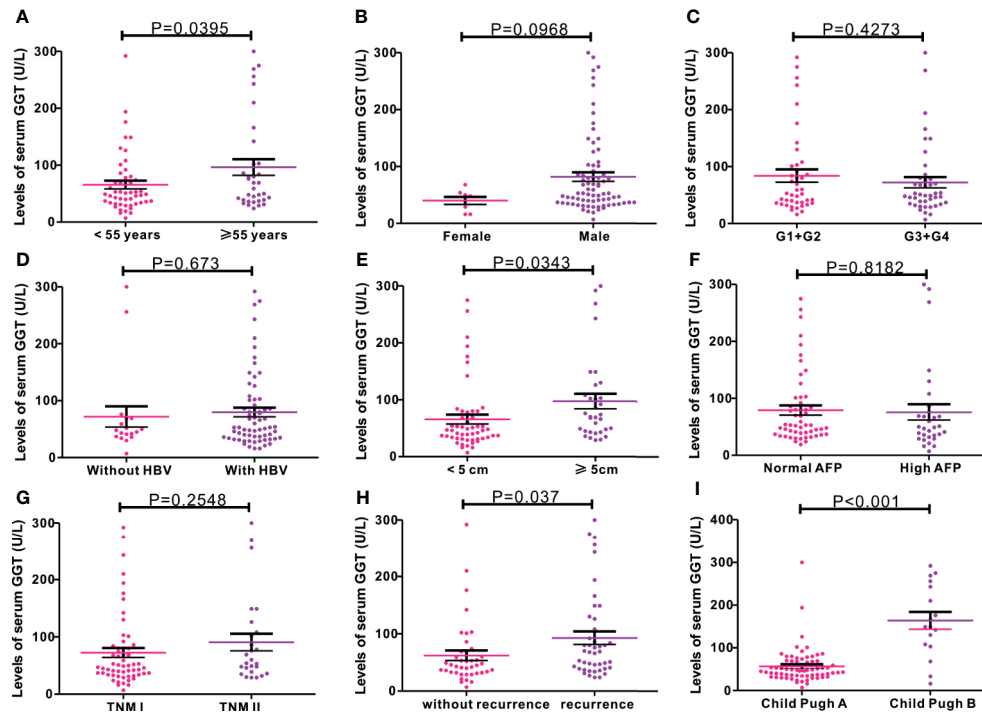 A
P=0.0395
Levels of serum GGT (U/L)
300
200
100
0
< 55 years
≥55 years
B
P=0.0968
Levels of serum GGT (U/L)
300
200
100
0
Female
Male
C
P=0.4273
Levels of serum GGT (U/L)
300
200
100
0
G1+G2
G3+G4
D
P=0.673
Levels of serum GGT (U/L)
300
200
100
0
Without HBV
With HBV
E
P=0.0343
Levels of serum GGT (U/L)
300
200
100
0
< 5 cm
≥ 5cm
F
P=0.8182
Levels of serum GGT (U/L)
300
200
100
0
Normal AFP
High AFP
G
P=0.2548
Levels of serum GGT (U/L)
300
200
100
0
TNM I
TNM II
H
P=0.037
Levels of serum GGT (U/L)
300
200
100
0
without recurrence
recurrence
I
P<0.001
Levels of serum GGT (U/L)
400
300
200
100
0
Child Pugh A
Child Pugh B